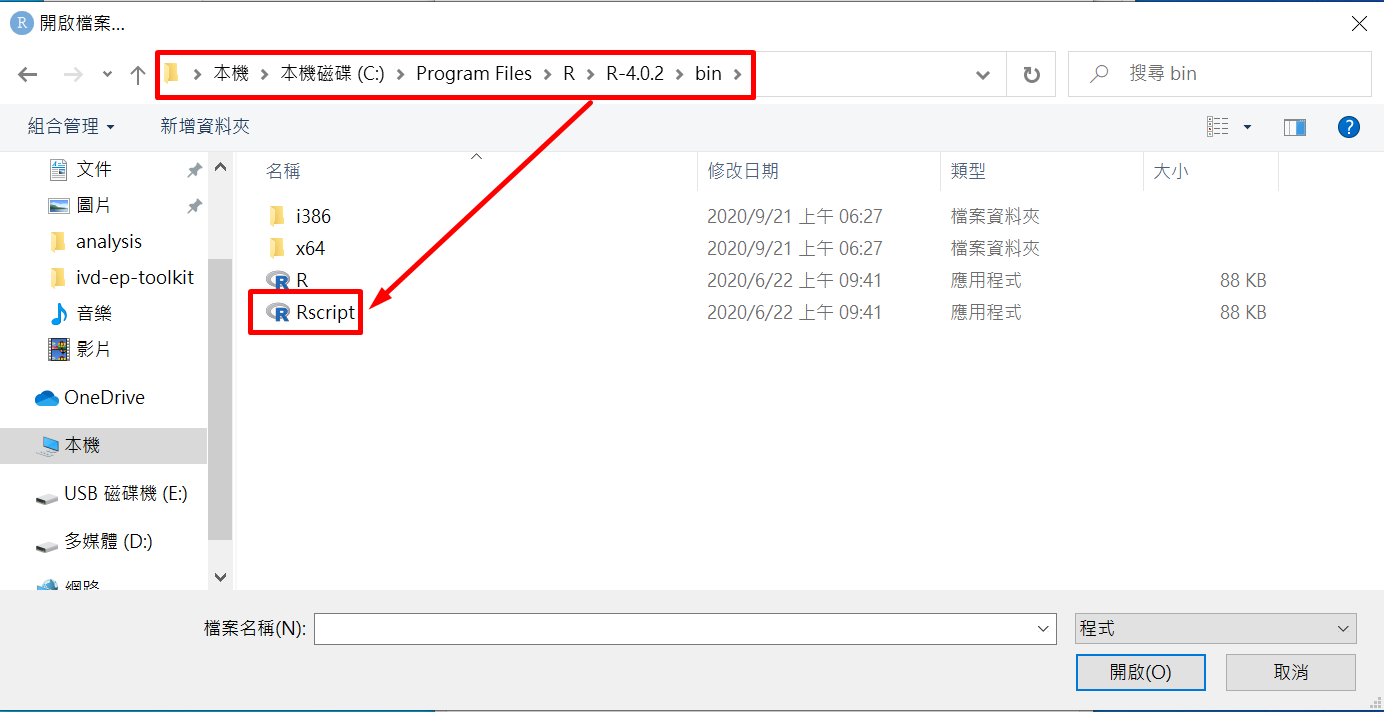 R 開啟檔案...
本機 本機磁碟 (C:) Program Files R R-4.0.2 bin
搜尋 bin
組合管理 新增資料夾
?
文件
圖片
analysis
ivd-ep-toolkit
音樂
影片
OneDrive
本機
USB 磁碟機 (E:)
多媒體 (D:)
網路
名稱 修改日期 類型 大小
i386 2020/9/21 上午 06:27 檔案資料夾
x64 2020/9/21 上午 06:27 檔案資料夾
R R 2020/6/22 上午 09:41 應用程式 88 KB
R Rscript 2020/6/22 上午 09:41 應用程式 88 KB
檔案名稱(N):
程式
開啟(O) 取消